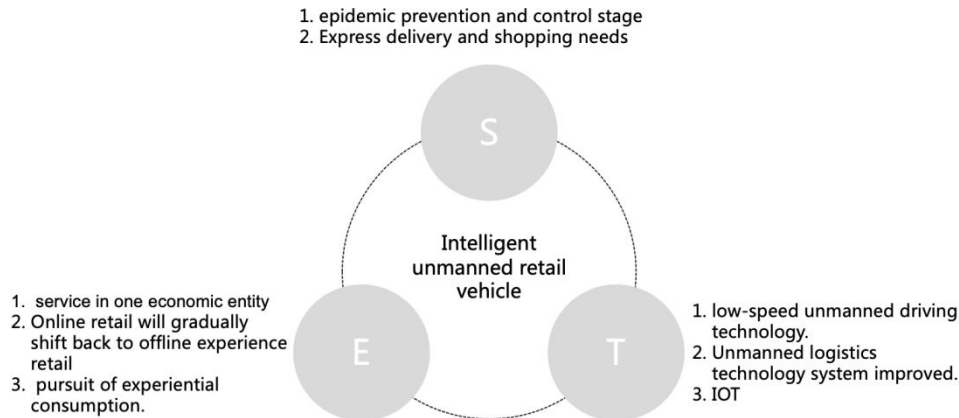 1. epidemic prevention and control stage
2. Express delivery and shopping needs
S
Intelligent
unmanned retail
vehicle
1. service in one economic entity
2. Online retail will gradually
shift back to offline experience
retail
3. pursuit of experiential
consumption.
E
T
1. low-speed unmanned driving
technology.
2. Unmanned logistics
technology system improved.
3. IOT